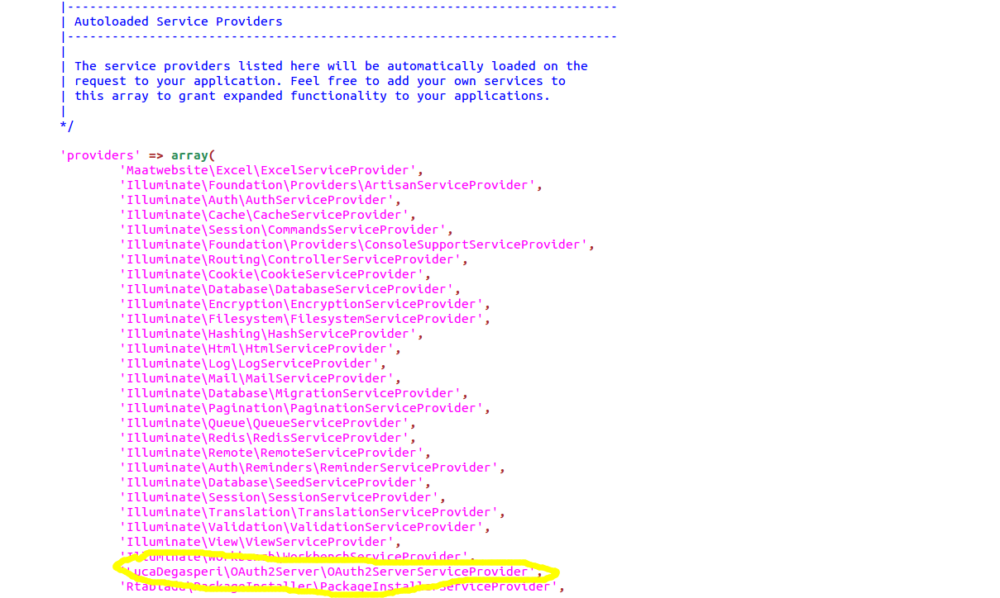 |--------------------------------------------------------------------------
| Autoloaded Service Providers
|--------------------------------------------------------------------------
|
| The service providers listed here will be automatically loaded on the
| request to your application. Feel free to add your own services to
| this array to grant expanded functionality to your applications.
|
*/
'providers' => array(
'Maatwebsite\Excel\ExcelServiceProvider',
'Illuminate\Foundation\Providers\ArtisanServiceProvider',
'Illuminate\Auth\AuthServiceProvider',
'Illuminate\Cache\CacheServiceProvider',
'Illuminate\Session\CommandsServiceProvider',
'Illuminate\Foundation\Providers\ConsoleSupportServiceProvider',
'Illuminate\Routing\ControllerServiceProvider',
'Illuminate\Cookie\CookieServiceProvider',
'Illuminate\Database\DatabaseServiceProvider',
'Illuminate\Encryption\EncryptionServiceProvider',
'Illuminate\Filesystem\FilesystemServiceProvider',
'Illuminate\Hashing\HashServiceProvider',
'Illuminate\Html\HtmlServiceProvider',
'Illuminate\Log\LogServiceProvider',
'Illuminate\Mail\MailServiceProvider',
'Illuminate\Database\MigrationServiceProvider',
'Illuminate\Pagination\PaginationServiceProvider',
'Illuminate\Queue\QueueServiceProvider',
'Illuminate\Redis\RedisServiceProvider',
'Illuminate\Remote\RemoteServiceProvider',
'Illuminate\Auth\Reminders\ReminderServiceProvider',
'Illuminate\Database\SeedServiceProvider',
'Illuminate\Session\SessionServiceProvider',
'Illuminate\Translation\TranslationServiceProvider',
'Illuminate\Validation\ValidationServiceProvider',
'Illuminate\View\ViewServiceProvider',
'Illuminate\Workbench\WorkbenchServiceProvider',
'LucaDegasperi\OAuth2Server\OAuth2ServerServiceProvider',
'Rtablada\PackageInstaller\PackageInstallerServiceProvider',